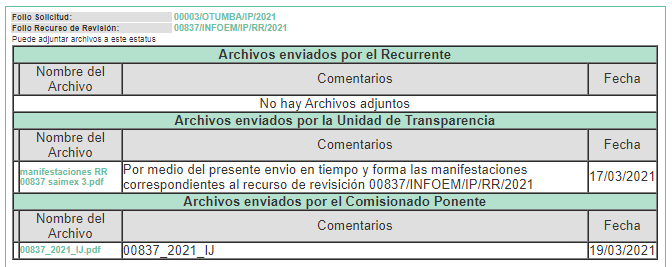 Folio Solicitud: 00003/OTUMBA/IP/2021
Folio Recurso de Revisión: 00837/INFOEM/IP/RR/2021
Puede adjuntar archivos a este estatus
Archivos enviados por el Recurrente
Nombre del Archivo Comentarios Fecha
No hay Archivos adjuntos
Archivos enviados por la Unidad de Transparencia
Nombre del Archivo Comentarios Fecha
manifestaciones RR 00837 saimex 3.pdf Por medio del presente envio en tiempo y forma las manifestaciones correspondientes al recurso de revisición 00837/INFOEM/IP/RR/2021 17/03/2021
Archivos enviados por el Comisionado Ponente
Nombre del Archivo Comentarios Fecha
00837_2021_IJ.pdf 00837_2021_IJ 19/03/2021